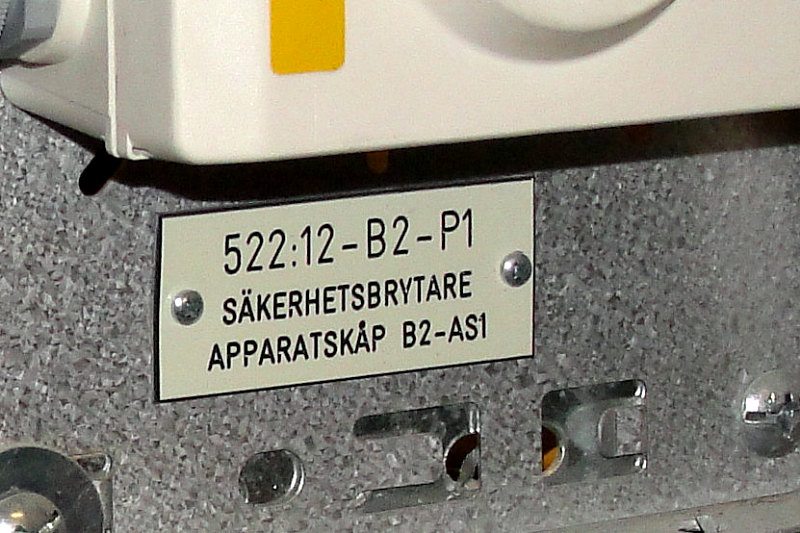 522:12-B2-P1
SÄKERHETSBRYTARE
APPARATSKÅP B2-AS1